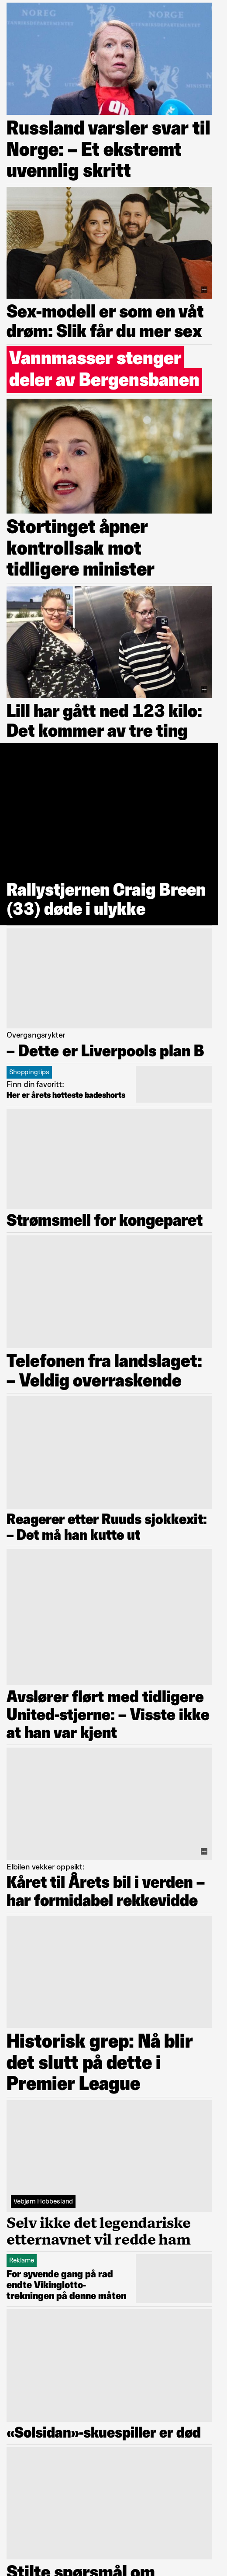 NOREG
NORGE
Russland varsler svar til
Norge: – Et ekstremt
uvennlig skritt
Sex-modell er som en våt
drøm: Slik får du mer sex
Vannmasser stenger
deler av Bergensbanen
Stortinget åpner
kontrollsak mot
tidligere minister
Lill har gått ned 123 kilo:
Det kommer av tre ting
Rallystjernen Craig Breen
(33) døde i ulykke
Overgangsrykter
– Dette er Liverpools plan B
Shoppingtips
Finn din favoritt:
Her er årets hotteste badeshorts
Strømsmell for kongeparet
Telefonen fra landslaget:
– Veldig overraskende
Reagerer etter Ruuds sjokkexit:
– Det må han kutte ut
Avslører flørt med tidligere
United-stjerne: – Visste ikke
at han var kjent
Elbilen vekker oppsikt:
Kåret til Årets bil i verden –
har formidabel rekkevidde
Historisk grep: Nå blir
det slutt på dette i
Premier League
Vebjørn Hobbesland
Selv ikke det legendariske
etternavnet vil redde ham
Reklame
For syvende gang på rad
endte Vikinglotto-
trekningen på denne måten
«Solsidan»-skuespiller er død
Stilte spørsmål om